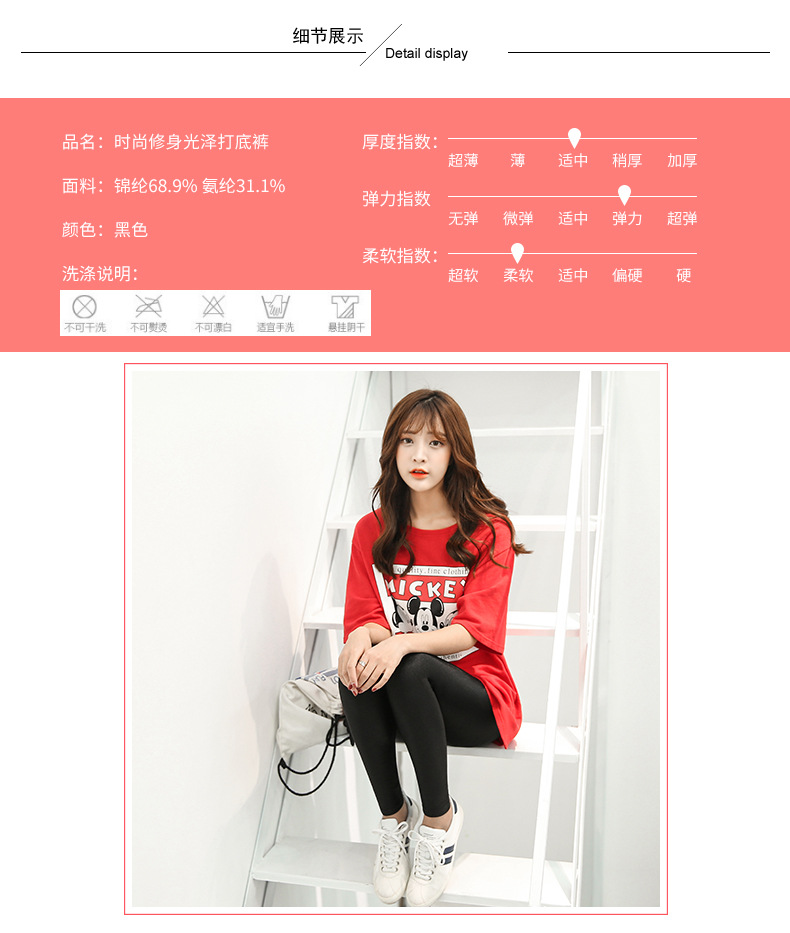 细节展示
Detail display
品名：时尚修身光泽打底裤
面料：锦纶68.9% 氨纶31.1%
颜色：黑色
洗涤说明：
不可干洗 不可熨烫 不可漂白 适宜手洗 悬挂阴干
厚度指数：
超薄 薄 适中 稍厚 加厚
弹力指数
无弹 微弹 适中 弹力 超弹
柔软指数：
超软 柔软 适中 偏硬 硬
quality.fine clothi
MICKEY